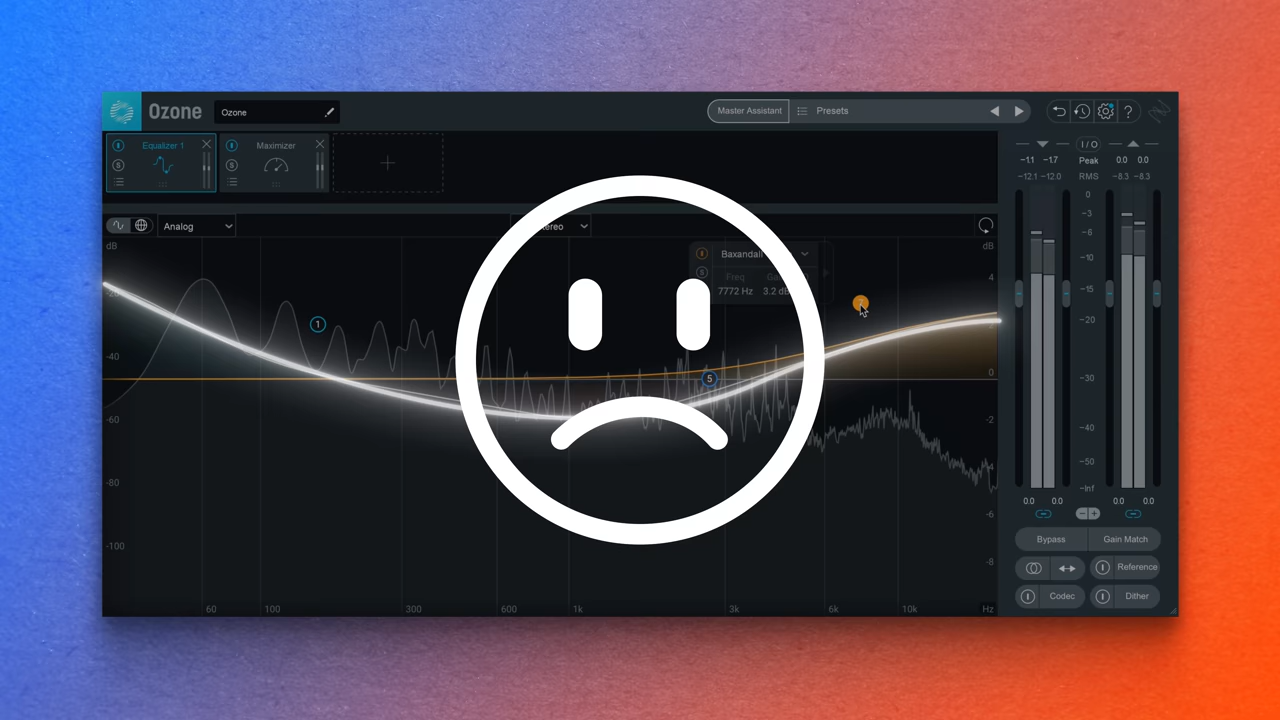 Ozone
Ozone
Master Assistant
Presets
?
Equalizer 1
Maximizer
S
S
Analog
I / O
-1.1 -1.7 Peak 0.0 0.0
-12.1 -12.0 RMS -8.3 -8.3
dB
Baxandall
dB
S
Freq
7772 Hz 3.2 dB
4
-40
0
-60
-2
-80
-6
-100
-8
60 100 300 600 1k 3k 6k 10k Hz
1
5
0
-3
-6
-10
-15
-20
-30
-40
-50
-Inf
0.0 0.0 0.0 0.0
Bypass
Gain Match
Reference
Codec
Dither